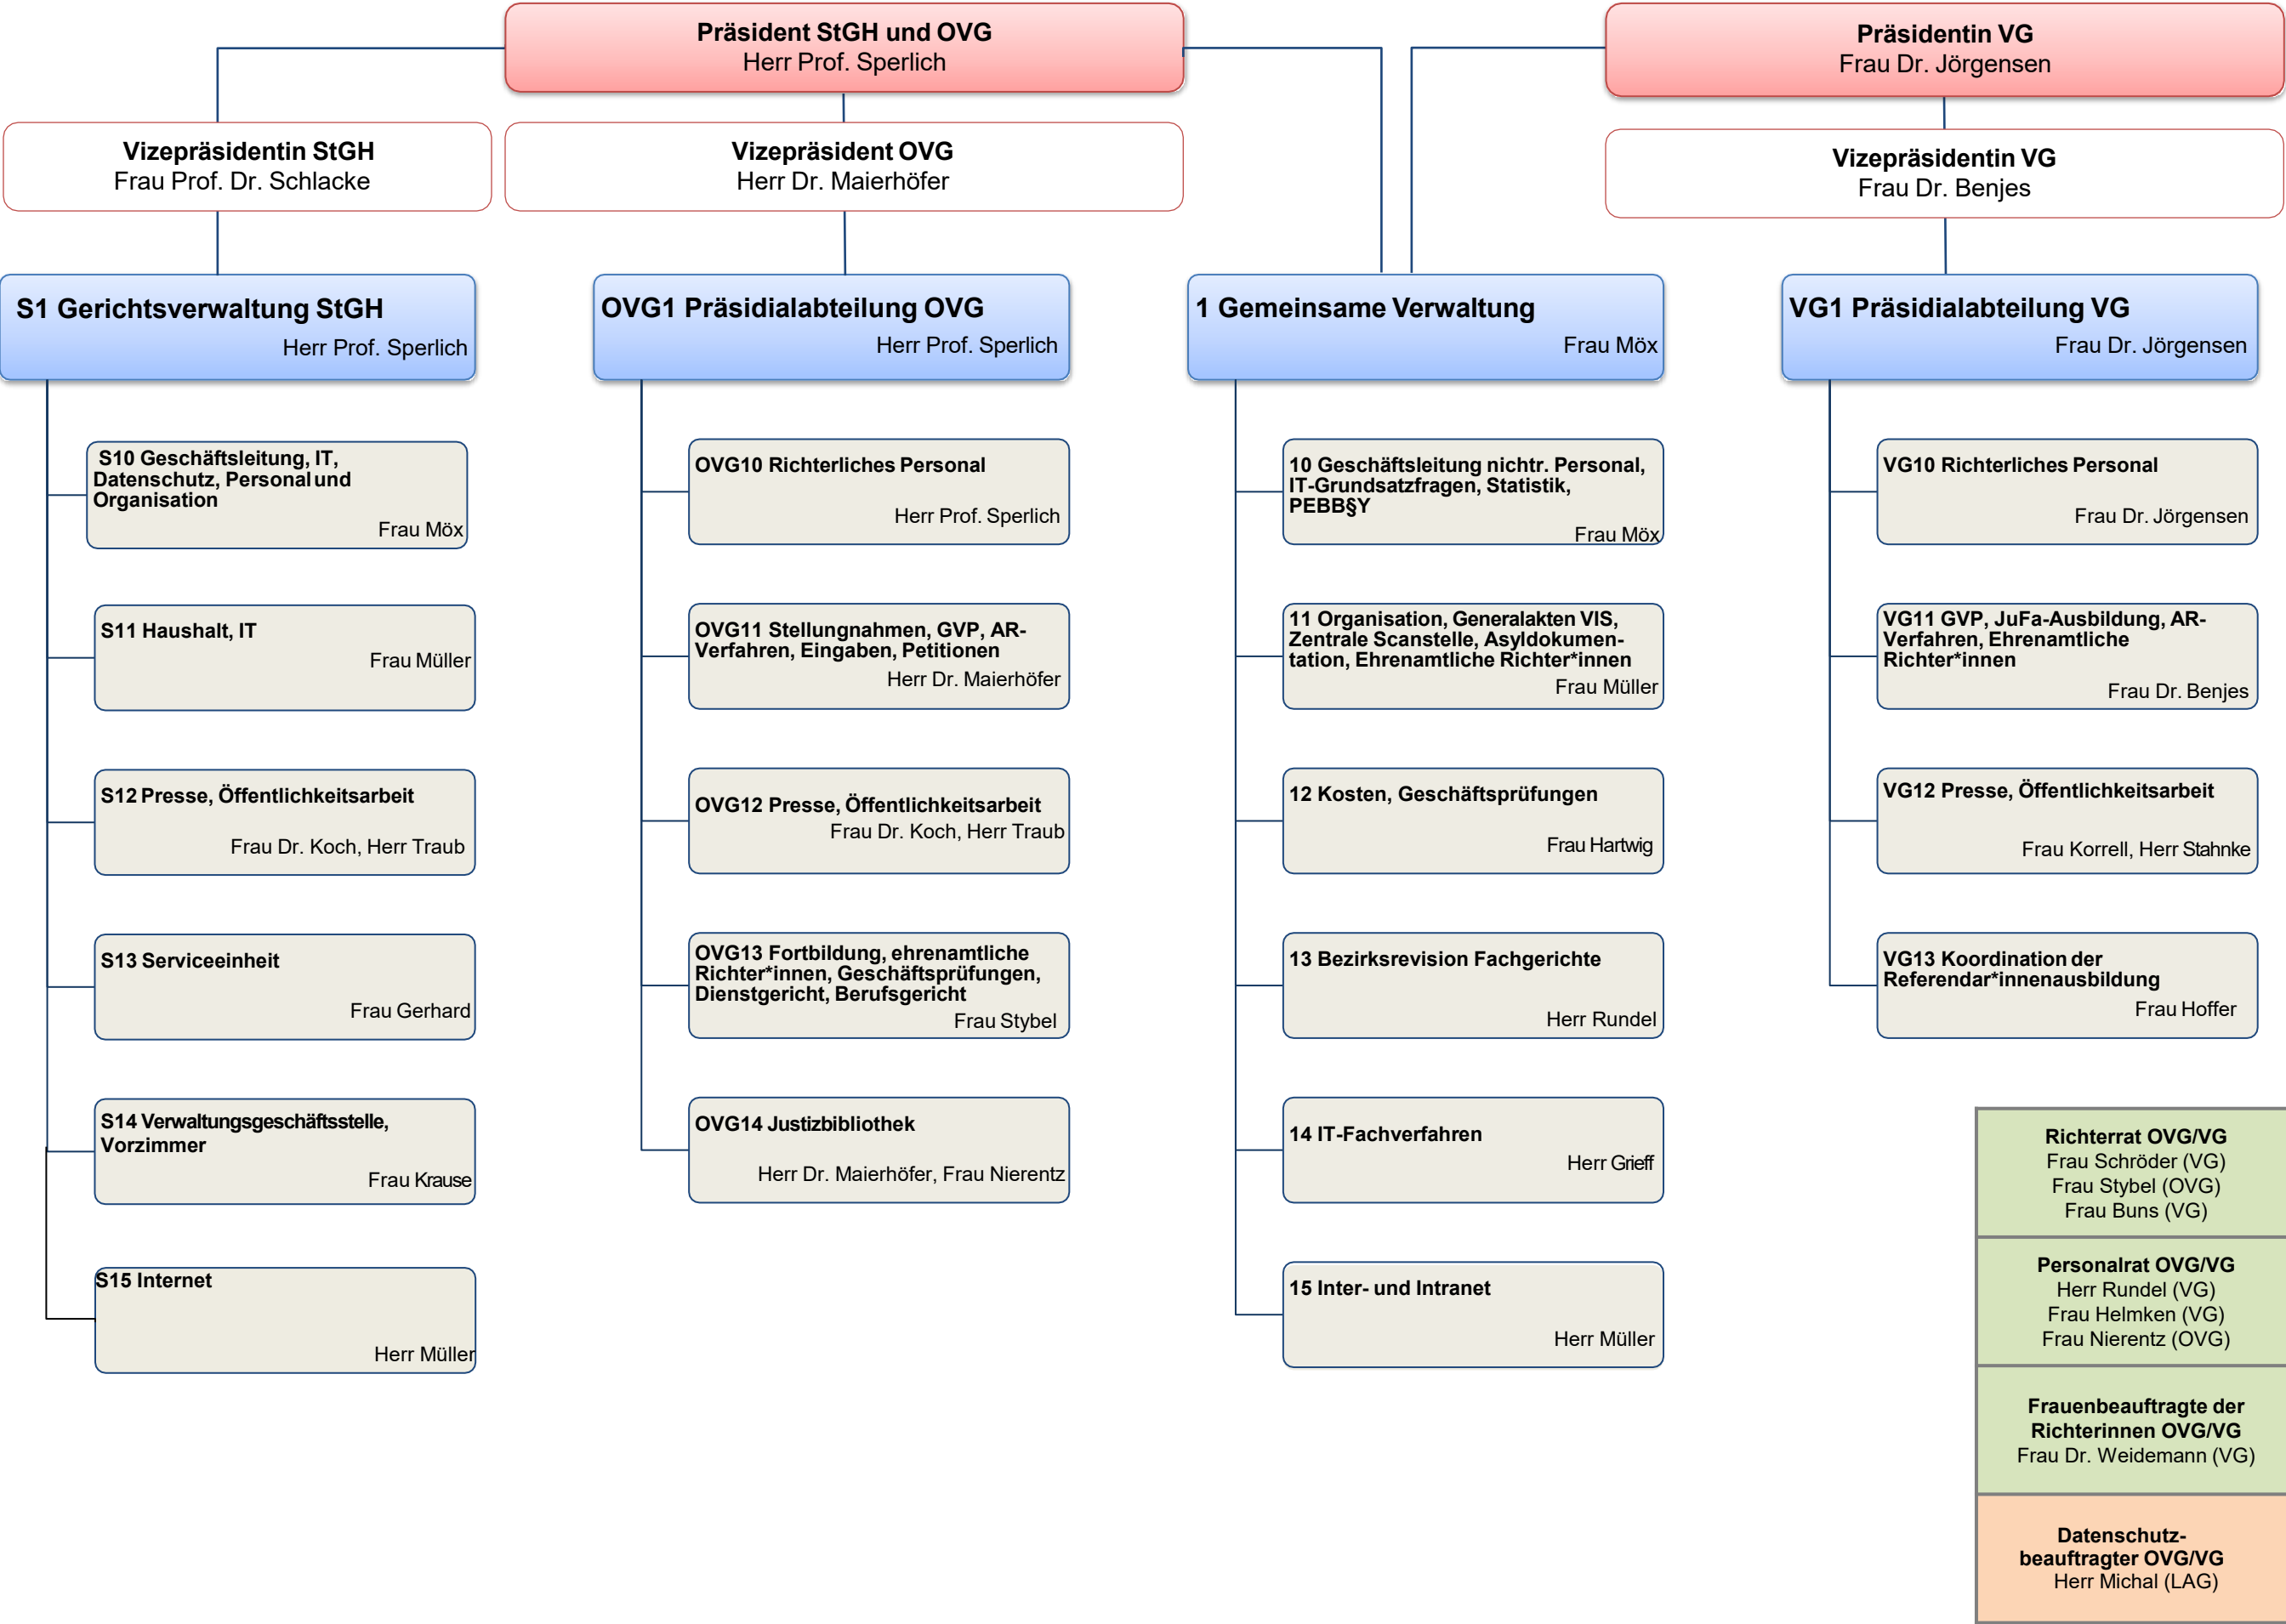 Präsident StGH und OVG
Herr Prof. Sperlich
Präsidentin VG
Frau Dr. Jörgensen
Vizepräsidentin StGH
Frau Prof. Dr. Schlacke
Vizepräsident OVG
Herr Dr. Maierhöfer
Vizepräsidentin VG
Frau Dr. Benjes
S1 Gerichtsverwaltung StGH
Herr Prof. Sperlich
OVG1 Präsidialabteilung OVG
Herr Prof. Sperlich
1 Gemeinsame Verwaltung
Frau Möx
VG1 Präsidialabteilung VG
Frau Dr. Jörgensen
S10 Geschäftsleitung, IT,
Datenschutz, Personal und
Organisation
Frau Möx
S11 Haushalt, IT
Frau Müller
S12 Presse, Öffentlichkeitsarbeit
Frau Dr. Koch, Herr Traub
S13 Serviceeinheit
Frau Gerhard
S14 Verwaltungsgeschäftsstelle,
Vorzimmer
Frau Krause
S15 Internet
Herr Müller
OVG10 Richterliches Personal
Herr Prof. Sperlich
OVG11 Stellungnahmen, GVP, AR-
Verfahren, Eingaben, Petitionen
Herr Dr. Maierhöfer
OVG12 Presse, Öffentlichkeitsarbeit
Frau Dr. Koch, Herr Traub
OVG13 Fortbildung, ehrenamtliche
Richter*innen, Geschäftsprüfungen,
Dienstgericht, Berufsgericht
Frau Stybel
OVG14 Justizbibliothek
Herr Dr. Maierhöfer, Frau Nierentz
10 Geschäftsleitung nichtr. Personal,
IT-Grundsatzfragen, Statistik,
PEBB§Y
Frau Möx
11 Organisation, Generalakten VIS,
Zentrale Scanstelle, Asyldokumen-
tation, Ehrenamtliche Richter*innen
Frau Müller
12 Kosten, Geschäftsprüfungen
Frau Hartwig
13 Bezirksrevision Fachgerichte
Herr Rundel
14 IT-Fachverfahren
Herr Grieff
15 Inter- und Intranet
Herr Müller
VG10 Richterliches Personal
Frau Dr. Jörgensen
VG11 GVP, JuFa-Ausbildung, AR-
Verfahren, Ehrenamtliche
Richter*innen
Frau Dr. Benjes
VG12 Presse, Öffentlichkeitsarbeit
Frau Korrell, Herr Stahnke
VG13 Koordination der
Referendar*innenausbildung
Frau Hoffer
Richterrat OVG/VG
Frau Schröder (VG)
Frau Stybel (OVG)
Frau Buns (VG)
Personalrat OVG/VG
Herr Rundel (VG)
Frau Helmken (VG)
Frau Nierentz (OVG)
Frauenbeauftragte der
Richterinnen OVG/VG
Frau Dr. Weidemann (VG)
Datenschutz-
beauftragter OVG/VG
Herr Michal (LAG)